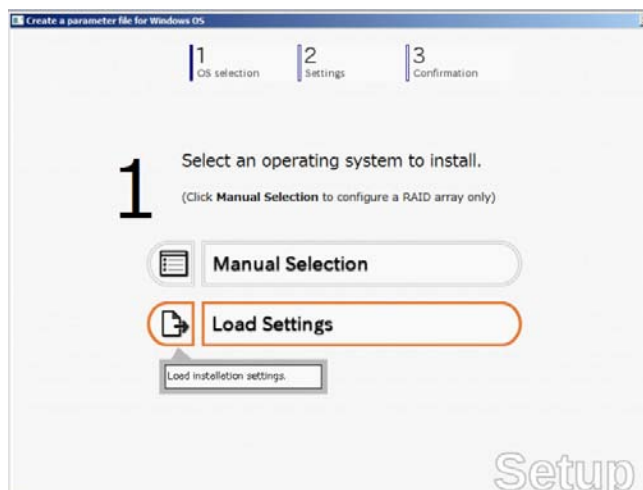 Create a parameter file for Windows OS
1
OS selection
2
Settings
3
Confirmation
1
Select an operating system to install.
(Click Manual Selection to configure a RAID array only)
Manual Selection
Load Settings
Load installation settings.
Setup